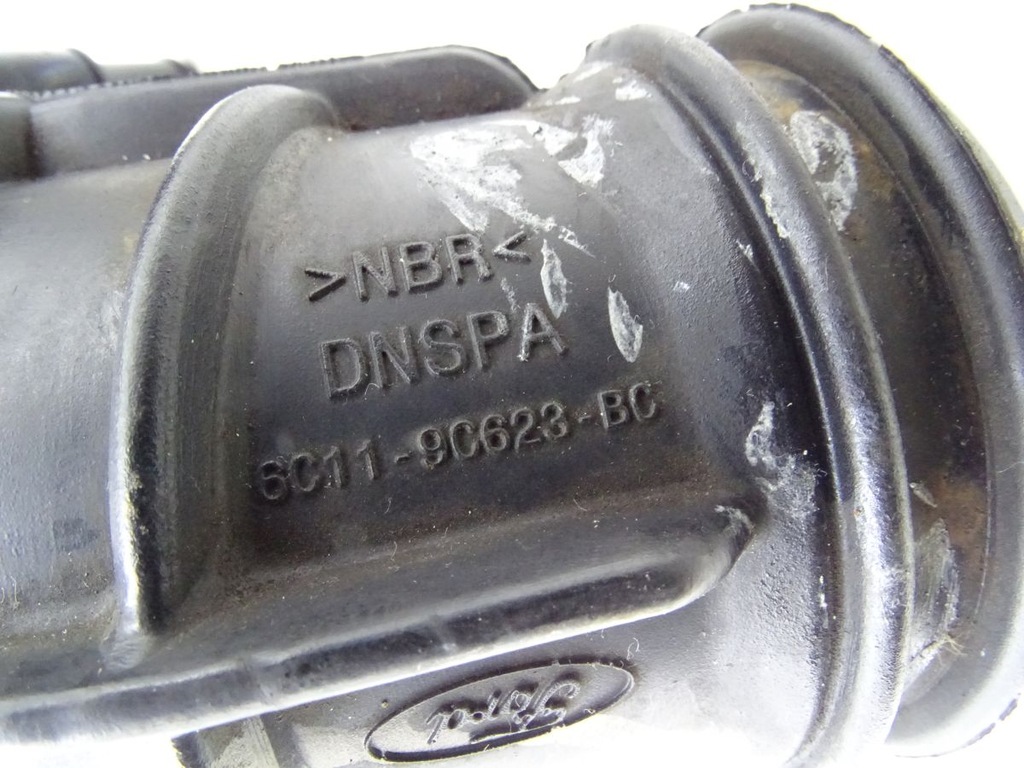 >NBR<
DNSPA
6C11-9C623-BC
Ford